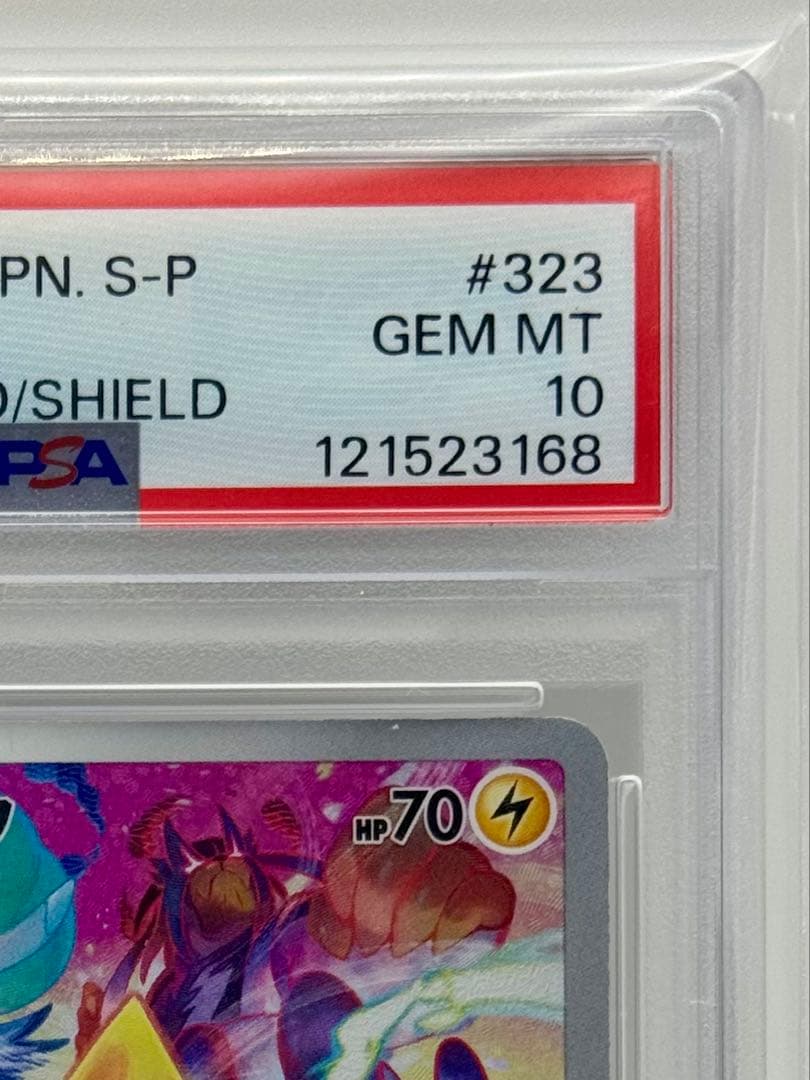 PN. S-P #323
GEM MT
D/SHIELD 10
PSA 121523168
HP70